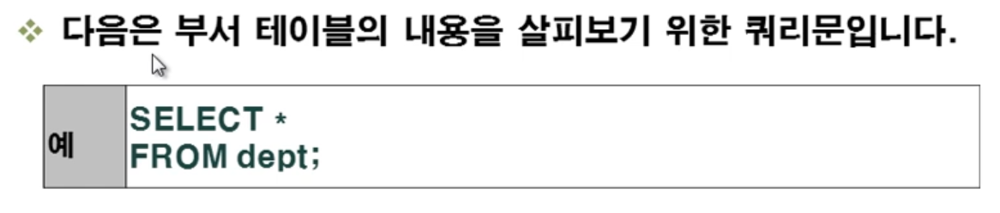 다음은 부서 테이블의 내용을 살피보기 위한 쿼리문입니다.
예
SELECT *
FROM dept;